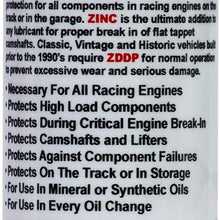 protection for all components in racing engines on the
track or in the garage. ZINC is the ultimate addition
any lubricant for proper break in of flat tappet
camshafts. Classic, Vintage and Historic vehicles built
prior to the 1990's require ZDDP for normal operation
to prevent excessive wear and serious damage.
• Necessary For All Racing Engines
• Protects High Load Components
• Protects During Critical Engine Break-In
• Protects Camshafts and Lifters
• Protects Against Component Failures
• Protects On The Track or In Storage
• For Use In Mineral or Synthetic Oils
• For Use In Every Oil Change